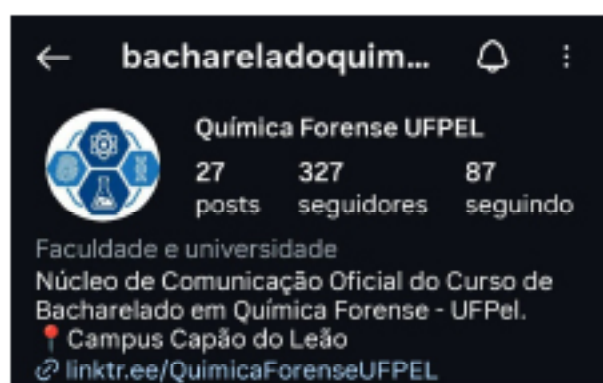 bachareladoquim...
Química Forense UFPEL
27 327 87
posts seguidores seguindo
Faculdade e universidade
Núcleo de Comunicação Oficial do Curso de
Bacharelado em Química Forense - UFPel.
Campus Capão do Leão
linktr.ee/QuimicaForenseUFPEL